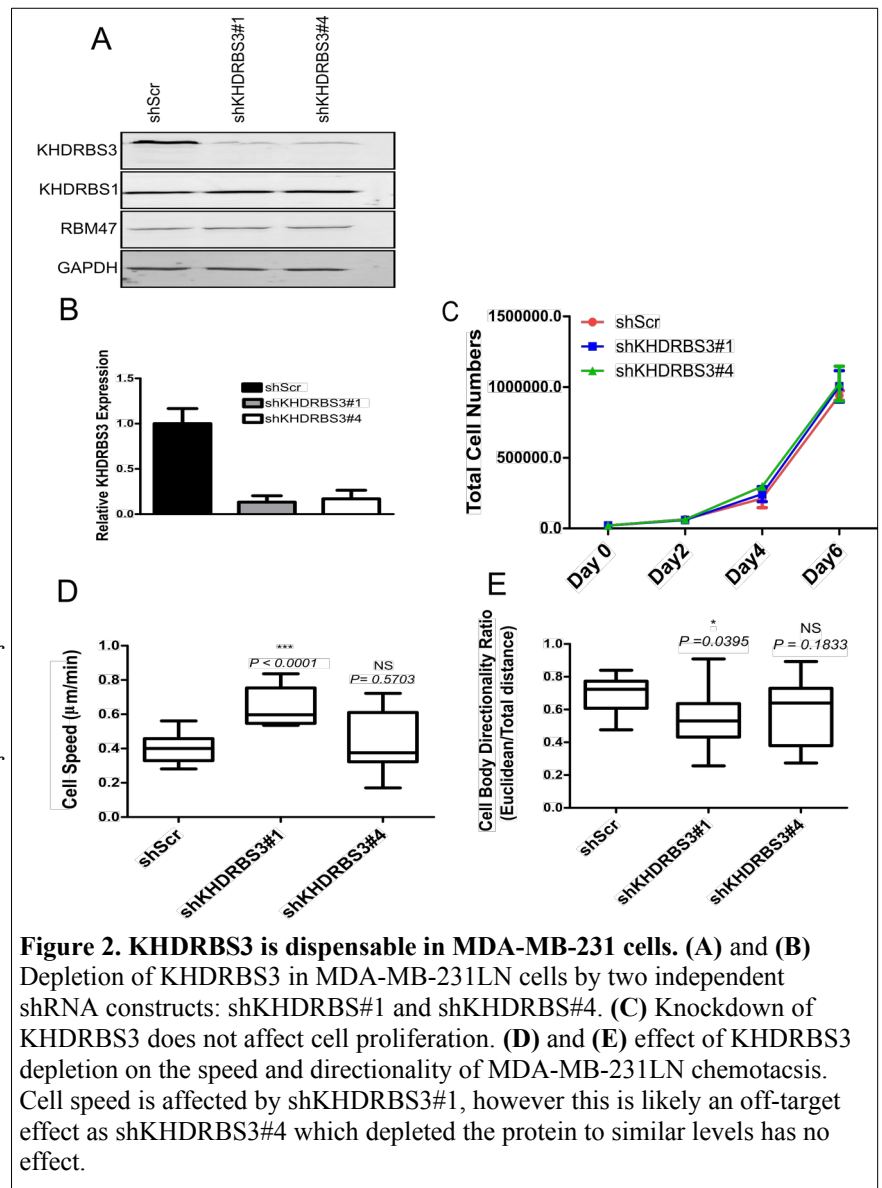 A
shScr
shKHDRBS3#1
shKHDRBS3#4
KHDRBS3
KHDRBS1
RBM47
GAPDH
B
Relative KHDRBS3 Expression
1.5
1.0
0.5
0.0
shScr
shKHDRBS3#1
shKHDRBS3#4
C
Total Cell Numbers
1500000.0
1000000.0
500000.0
0.0
shScr
shKHDRBS3#1
shKHDRBS3#4
Day 0
Day2
Day4
Day6
D
Cell Speed (μm/min)
1.0
0.8
0.6
0.4
0.2
0.0
***
P < 0.0001
NS
P= 0.5703
shScr
shKHDRBS3#1
shKHDRBS3#4
E
Cell Body Directionality Ratio
(Euclidean/Total distance)
1.0
0.8
0.6
0.4
0.2
0.0
*
P =0.0395
NS
P = 0.1833
shScr
shKHDRBS3#1
shKHDRBS3#4
Figure 2. KHDRBS3 is dispensable in MDA-MB-231 cells. (A) and (B)
Depletion of KHDRBS3 in MDA-MB-231LN cells by two independent
shRNA constructs: shKHDRBS#1 and shKHDRBS#4. (C) Knockdown of
KHDRBS3 does not affect cell proliferation. (D) and (E) effect of KHDRBS3
depletion on the speed and directionality of MDA-MB-231LN chemotacsis.
Cell speed is affected by shKHDRBS3#1, however this is likely an off-target
effect as shKHDRBS3#4 which depleted the protein to similar levels has no
effect.